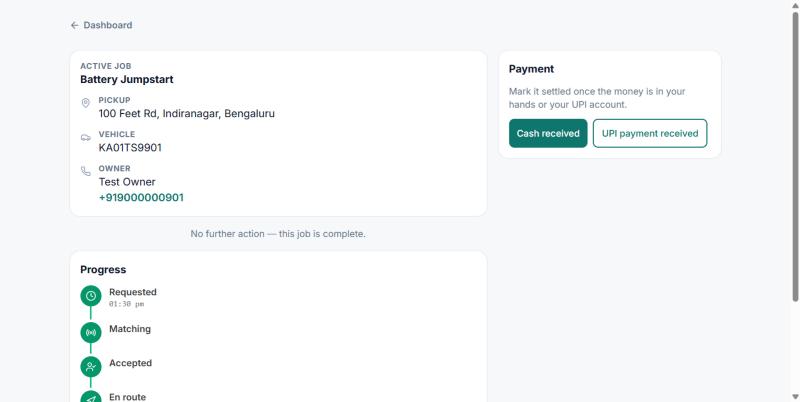 Dashboard
ACTIVE JOB
Battery Jumpstart
PICKUP
100 Feet Rd, Indiranagar, Bengaluru
VEHICLE
KA01TS9901
OWNER
Test Owner
+919000000901
No further action — this job is complete.
Progress
Requested
01:30 pm
Matching
Accepted
En route
Payment
Mark it settled once the money is in your
hands or your UPI account.
Cash received
UPI payment received